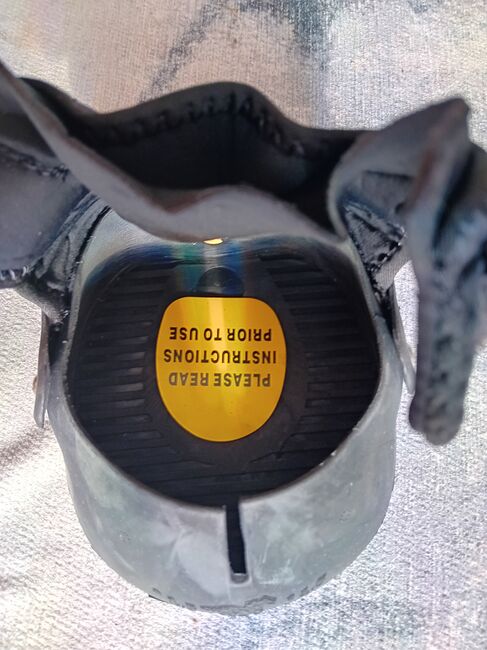 PLEASE READ
INSTRUCTIONS
PRIOR TO USE